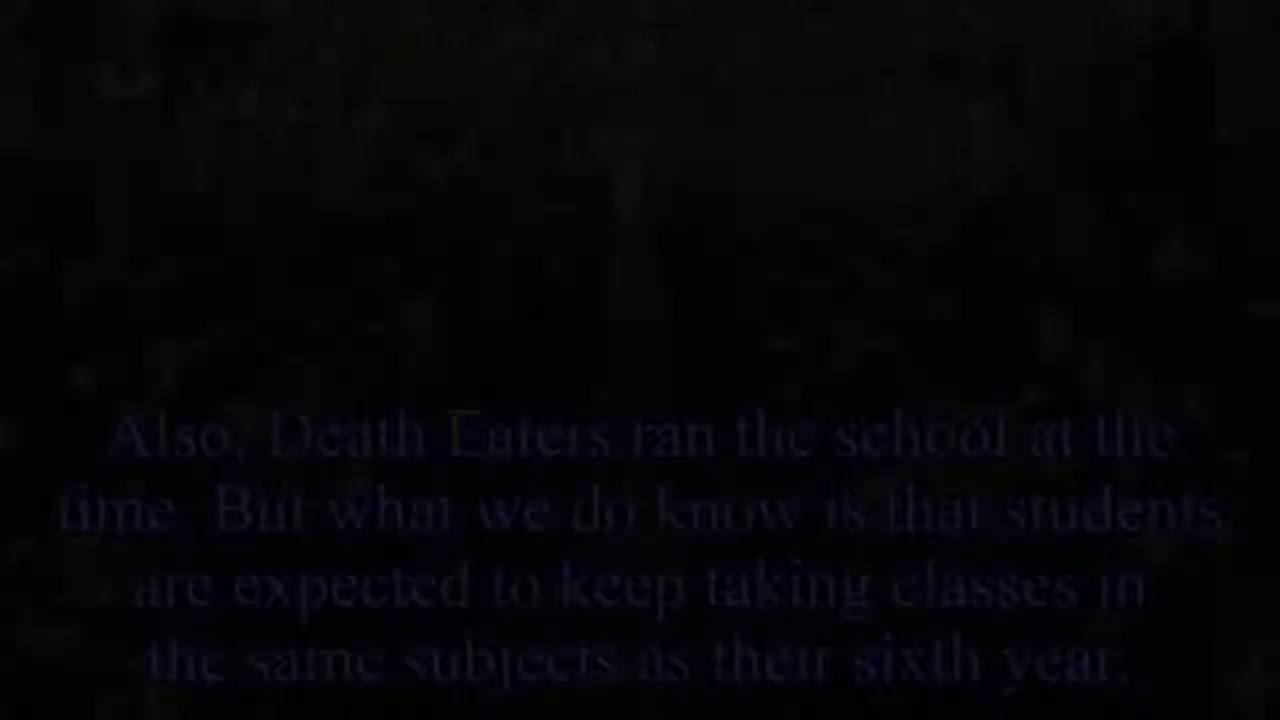 Also, Death Eaters ran the school at the
time. But what we do know is that students
are expected to keep taking classes in
the same subjects as their sixth year.